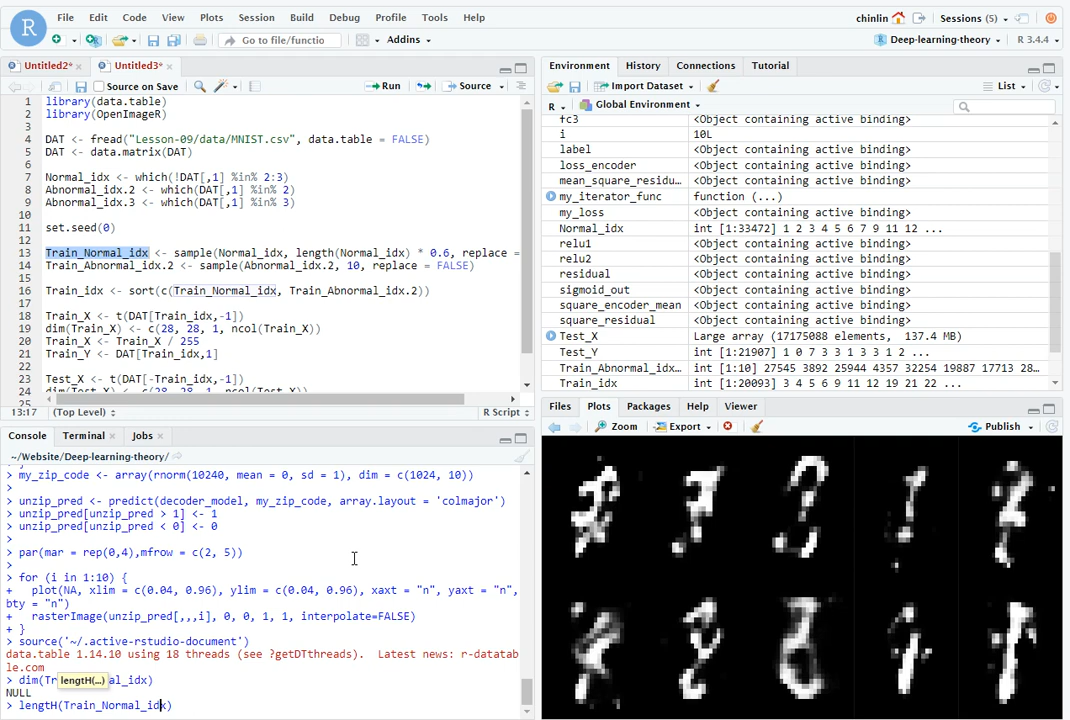 File Edit Code View Plots Session Build Debug Profile Tools Help
chinlin Sessions (5)
Go to file/functio Addins
Deep-learning-theory R 3.4.4
Untitled2* × Untitled3* ×
Source on Save Run Source
1 library(data.table)
2 library(OpenImageR)
3
4 DAT <- fread("Lesson-09/data/MNIST.csv", data.table = FALSE)
5 DAT <- data.matrix(DAT)
6
7 Normal_idx <- which(!DAT[,1] %in% 2:3)
8 Abnormal_idx.2 <- which(DAT[,1] %in% 2)
9 Abnormal_idx.3 <- which(DAT[,1] %in% 3)
10
11 set.seed(0)
12
13 Train_Normal_idx <- sample(Normal_idx, length(Normal_idx) * 0.6, replace =
14 Train_Abnormal_idx.2 <- sample(Abnormal_idx.2, 10, replace = FALSE)
15
16 Train_idx <- sort(c(Train_Normal_idx, Train_Abnormal_idx.2))
17
18 Train_X <- t(DAT[Train_idx,-1])
19 dim(Train_X) <- c(28, 28, 1, ncol(Train_X))
20 Train_X <- Train_X / 255
21 Train_Y <- DAT[Train_idx,1]
22
23 Test_X <- t(DAT[-Train_idx,-1])
24 dim(Test_X) <- c(28, 28, 1, ncol(Test_X))
25
13:17 (Top Level) R Script
Console Terminal × Jobs ×
~/Website/Deep-learning-theory/
> my_zip_code <- array(rnorm(10240, mean = 0, sd = 1), dim = c(1024, 10))
>
> unzip_pred <- predict(decoder_model, my_zip_code, array.layout = 'colmajor')
> unzip_pred[unzip_pred > 1] <- 1
> unzip_pred[unzip_pred < 0] <- 0
>
> par(mar = rep(0,4),mfrow = c(2, 5))
>
> for (i in 1:10) {
+ plot(NA, xlim = c(0.04, 0.96), ylim = c(0.04, 0.96), xaxt = "n", yaxt = "n",
bty = "n")
+ rasterImage(unzip_pred[,,,i], 0, 0, 1, 1, interpolate=FALSE)
+ }
> source('~/.active-rstudio-document')
data.table 1.14.10 using 18 threads (see ?getDTthreads). Latest news: r-datatab
le.com
> dim(Tr lengtH(...) al_idx)
NULL
> lengtH(Train_Normal_idx)
Environment History Connections Tutorial
Import Dataset List
R Global Environment
fc3 <Object containing active binding>
i 10L
label <Object containing active binding>
loss_encoder <Object containing active binding>
mean_square_residu… <Object containing active binding>
my_iterator_func function (...)
my_loss <Object containing active binding>
Normal_idx int [1:33472] 1 2 3 4 5 6 7 9 11 12 ...
relu1 <Object containing active binding>
relu2 <Object containing active binding>
residual <Object containing active binding>
sigmoid_out <Object containing active binding>
square_encoder_mean <Object containing active binding>
square_residual <Object containing active binding>
Test_X Large array (17175088 elements, 137.4 MB)
Test_Y int [1:21907] 1 0 7 3 3 1 3 3 1 2 ...
Train_Abnormal_idx… int [1:10] 27545 3892 25944 4357 32254 19887 17713 28…
Train_idx int [1:20093] 3 4 5 6 9 11 12 19 21 22 ...
Files Plots Packages Help Viewer
Zoom Export Publish